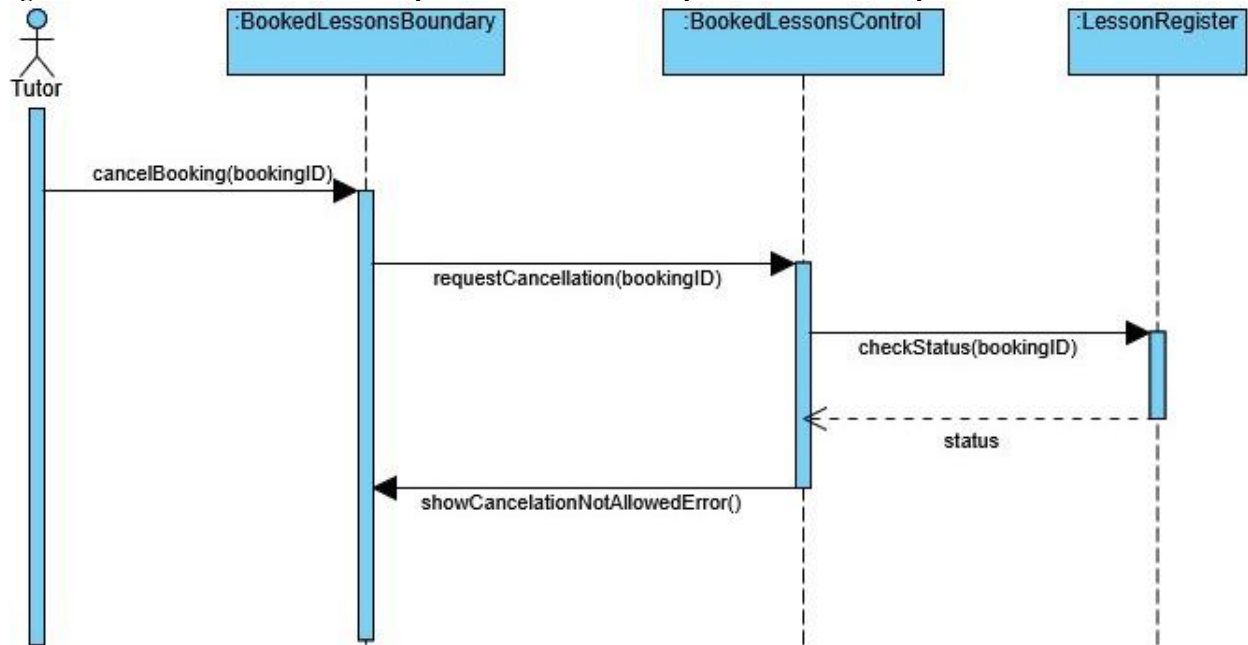 :BookedLessonsBoundary
:BookedLessonsControl
:LessonRegister
Tutor
cancelBooking(bookingID)
requestCancellation(bookingID)
checkStatus(bookingID)
status
showCancelationNotAllowedError()